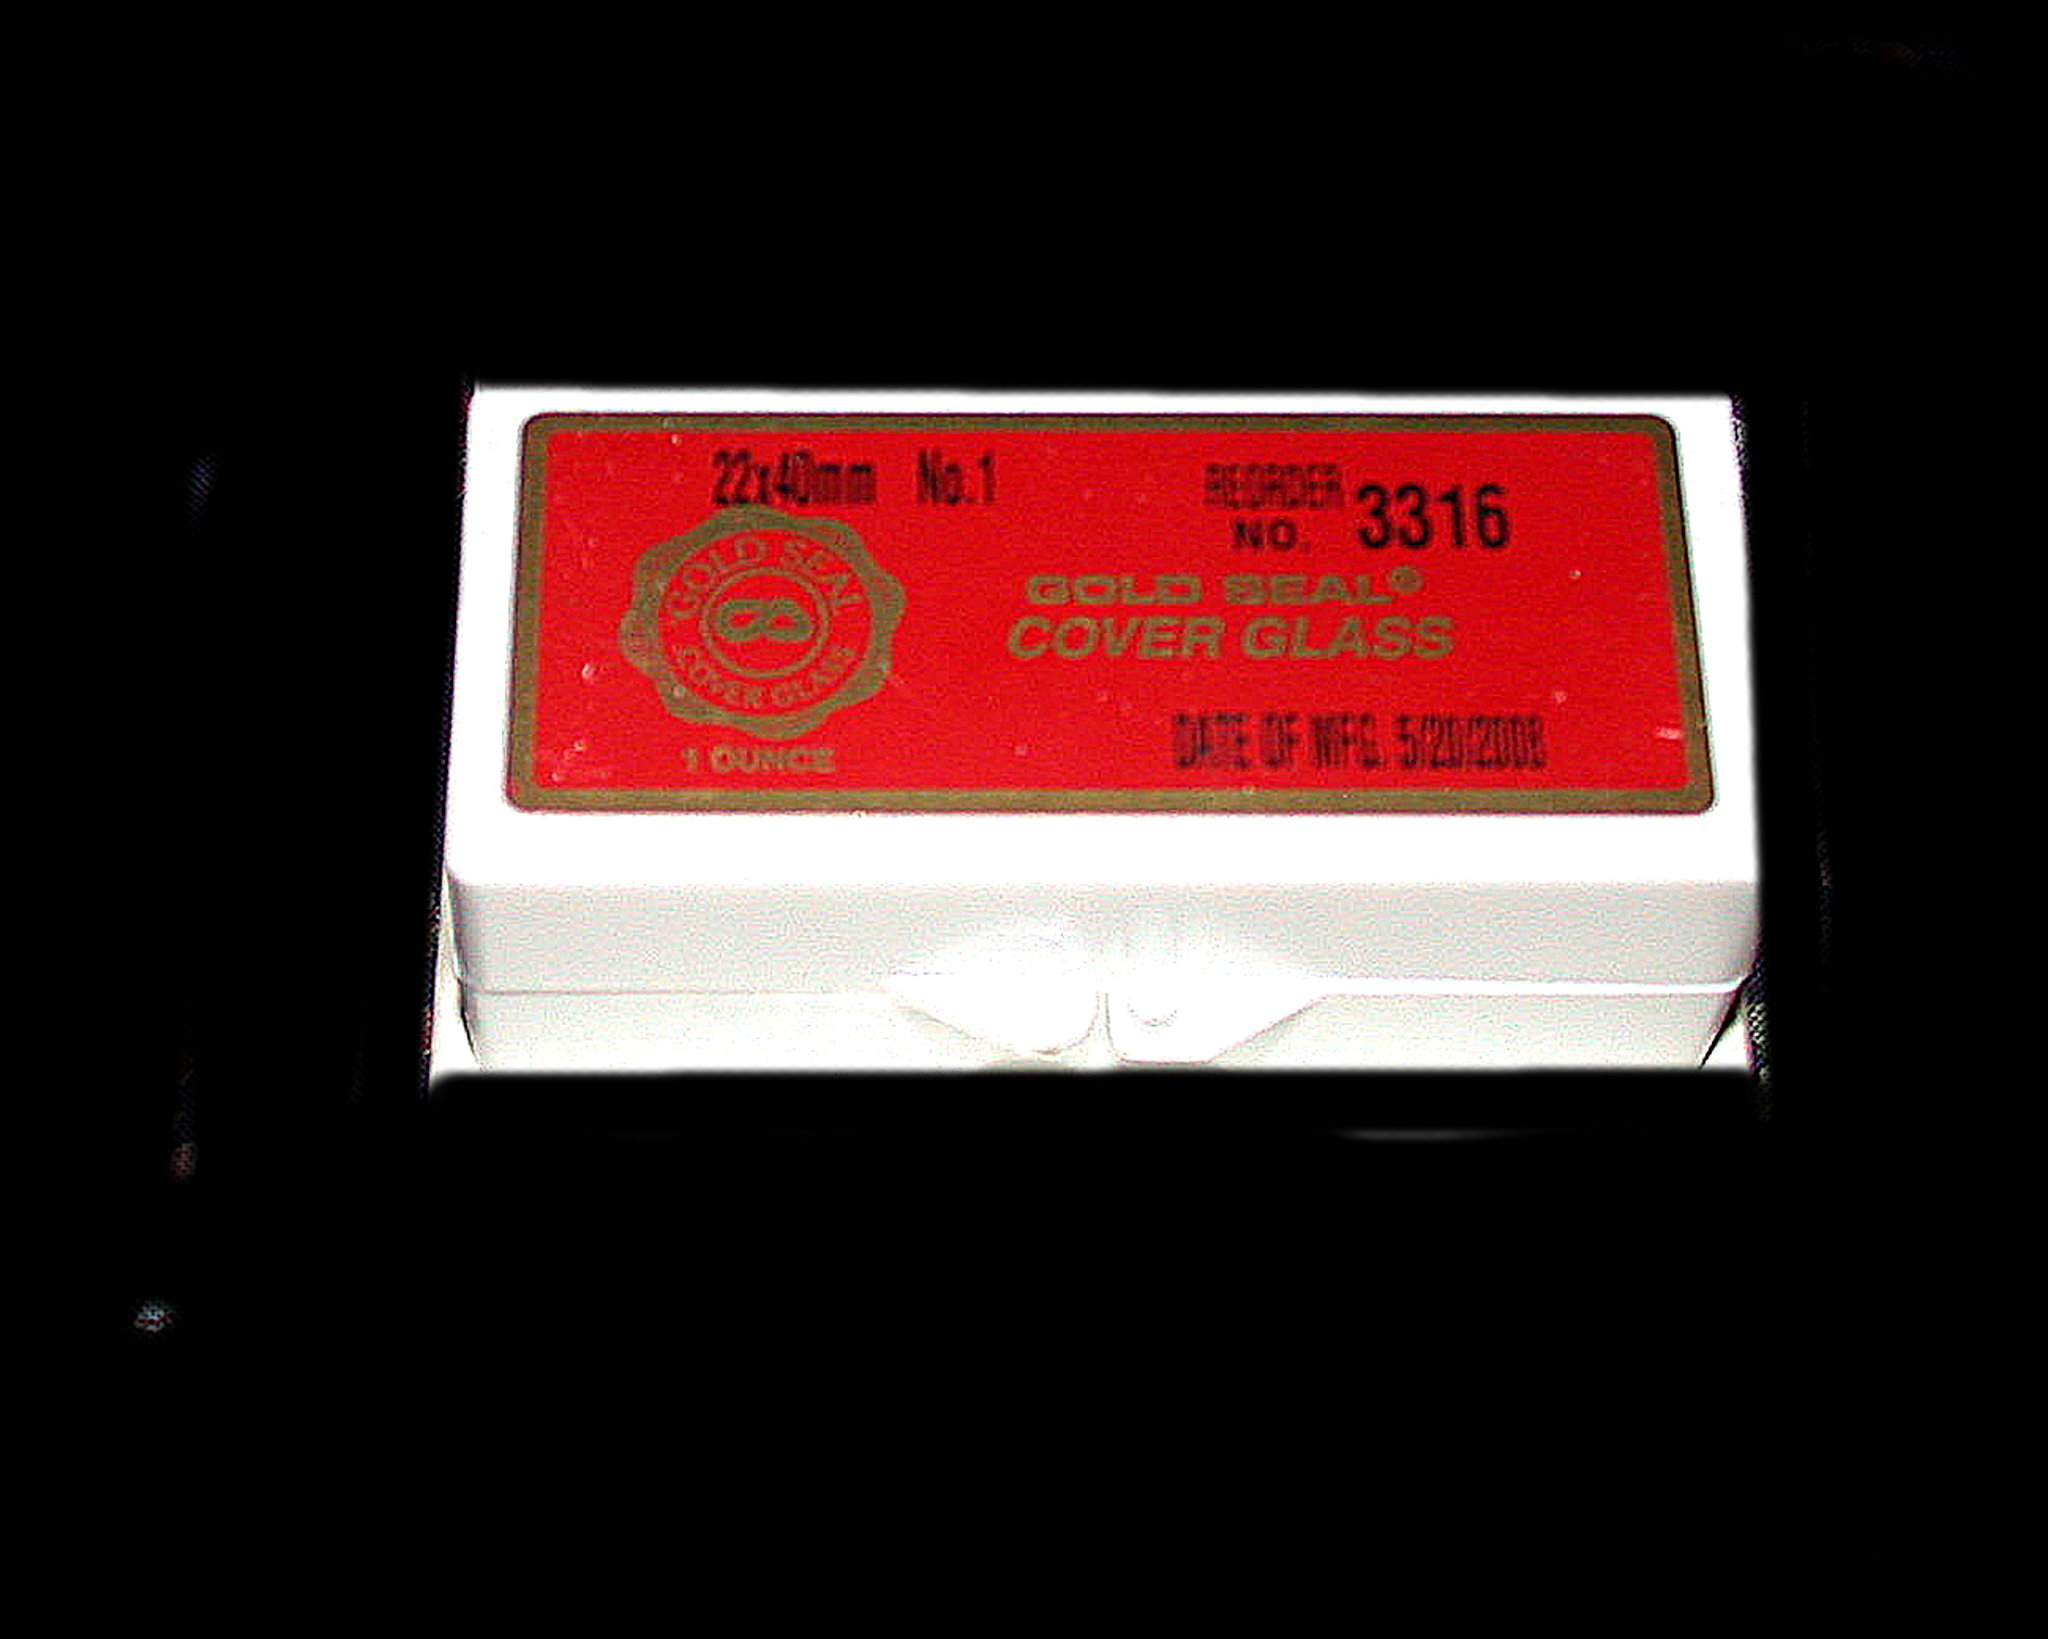 22x40mm No.1
REORDER
NO. 3316
GOLD SEAL
8
COVER GLASS
GOLD SEAL®
COVER GLASS
1 OUNCE
DATE OF MFG. 5/20/2008